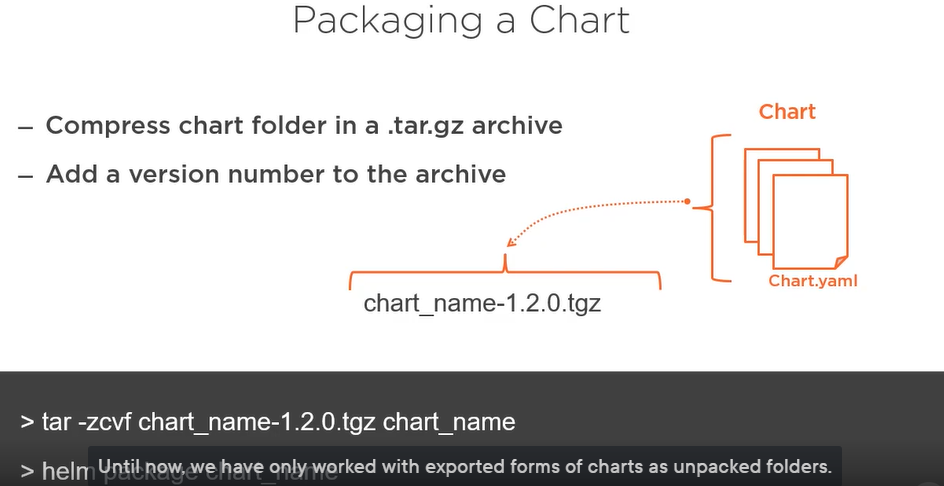 Packaging a Chart
– Compress chart folder in a .tar.gz archive
– Add a version number to the archive
Chart
Chart.yaml
chart_name-1.2.0.tgz
> tar -zcvf chart_name-1.2.0.tgz chart_name
> helm package chart_name
Until now, we have only worked with exported forms of charts as unpacked folders.